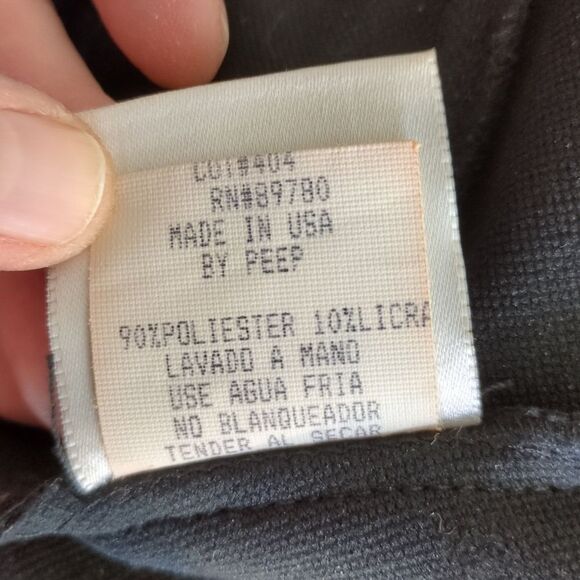 CUT#404
RN#89780
MADE IN USA
BY PEEP
90%POLIESTER 10%LICRA
LAVADO A MANO
USE AGUA FRIA
NO BLANQUEADOR
TENDER AL SECAR